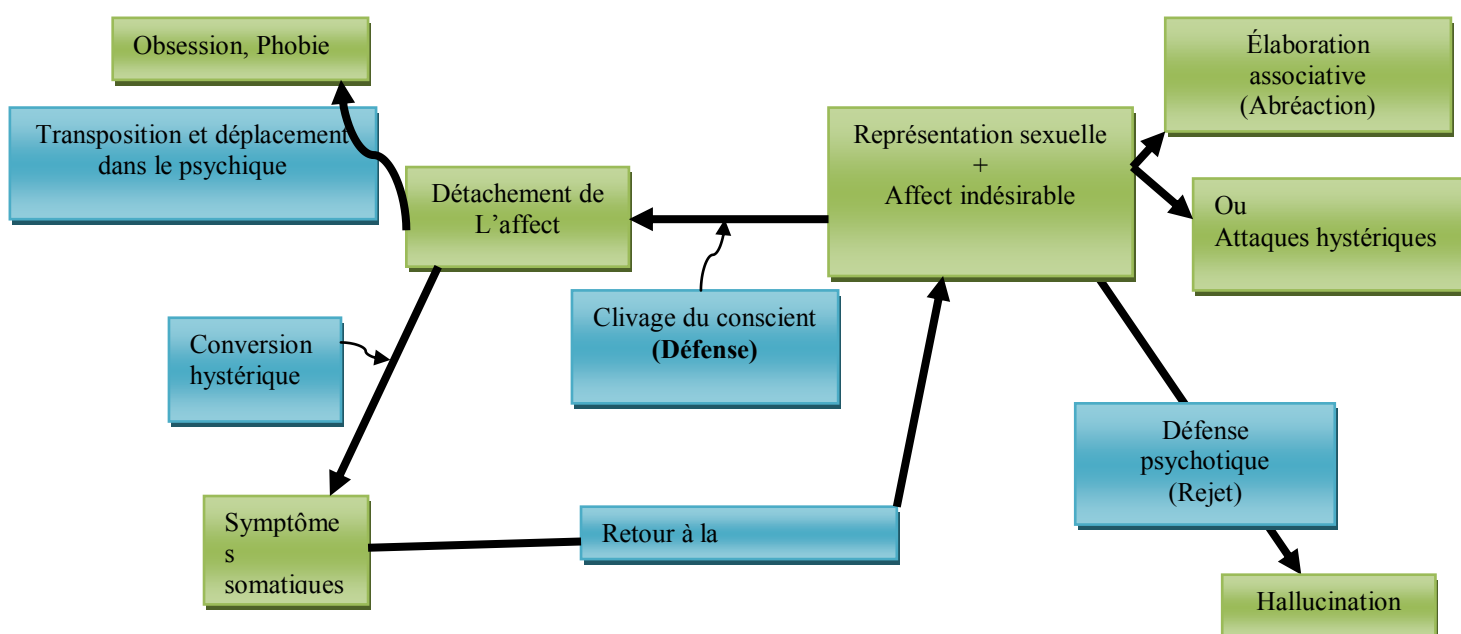 Obsession, Phobie
Transposition et déplacement
dans le psychique
Détachement de
L'affect
Représentation sexuelle
+
Affect indésirable
Élaboration
associative
(Abréaction)
Ou
Attaques hystériques
Clivage du conscient
(Défense)
Conversion
hystérique
Symptôme
s
somatiques
Retour à la
Défense
psychotique
(Rejet)
Hallucination